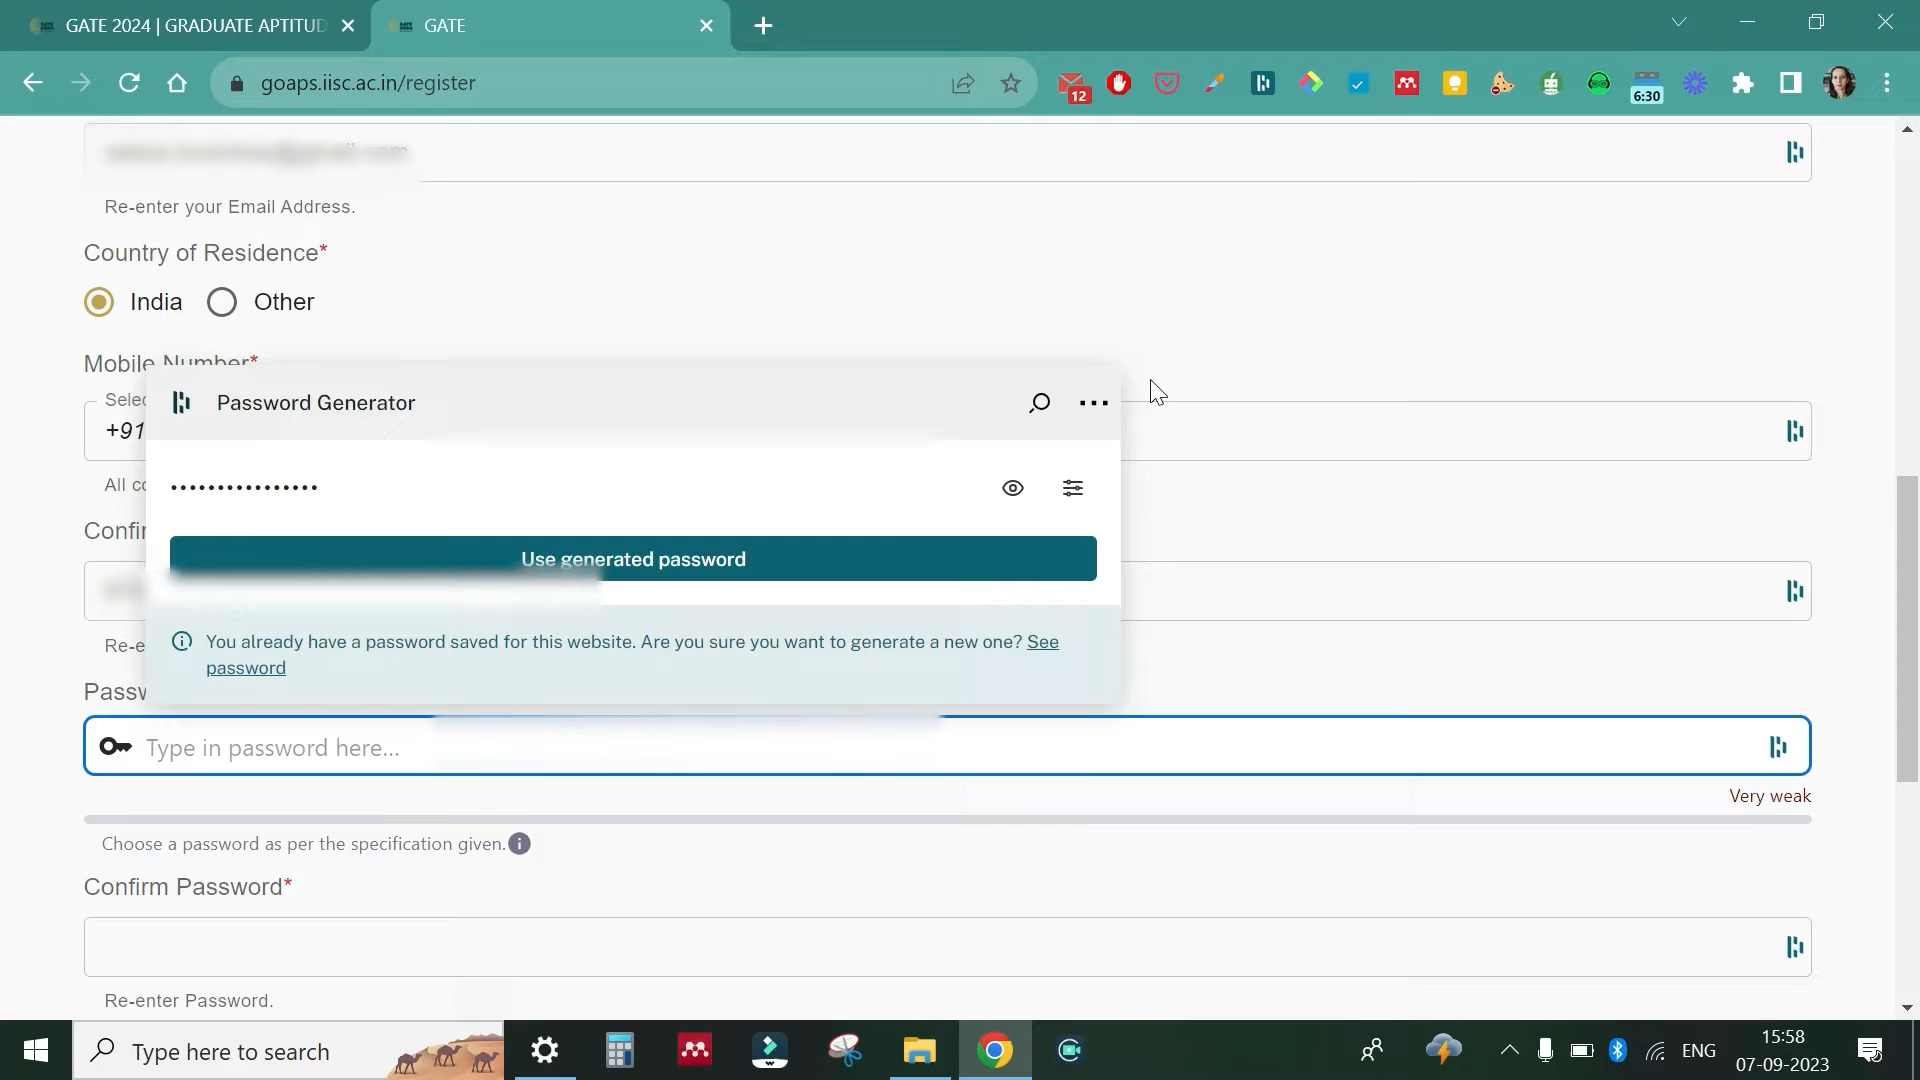 GATE 2024 | GRADUATE APTITUD
GATE
goaps.iisc.ac.in/register
12
6:30
Re-enter your Email Address.
Country of Residence*
India
Other
Mobile Number*
Selec
+91
All co
Confir
Re-e
Password Generator
••••••••••••••••
Use generated password
You already have a password saved for this website. Are you sure you want to generate a new one? See
password
Passw
Type in password here...
Very weak
Choose a password as per the specification given.
Confirm Password*
Re-enter Password.
Type here to search
ENG
15:58
07-09-2023